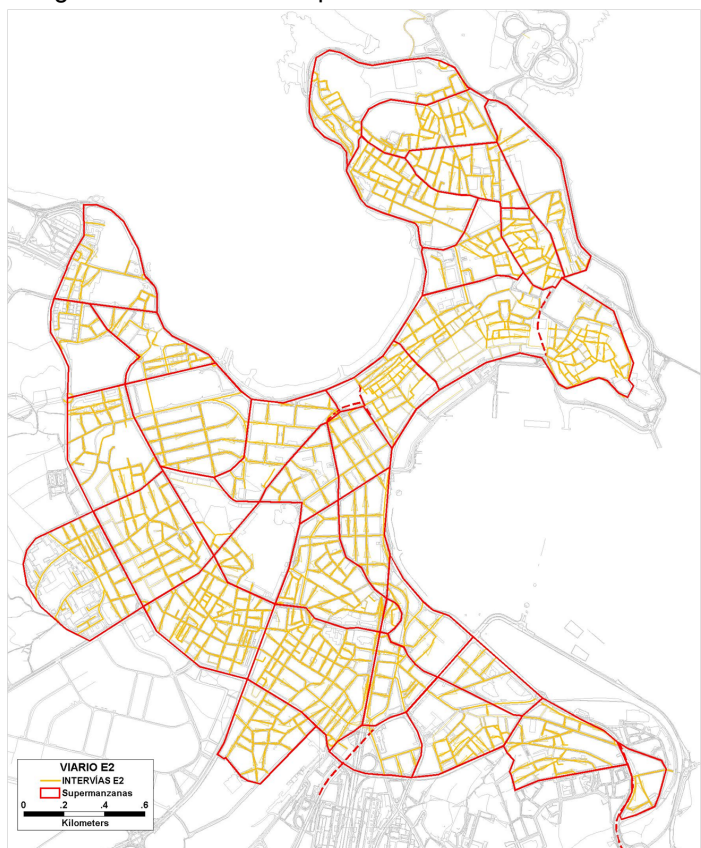 VIARIO E2
INTERVÍAS E2
Supermanzanas
0 .2 .4 .6
Kilometers